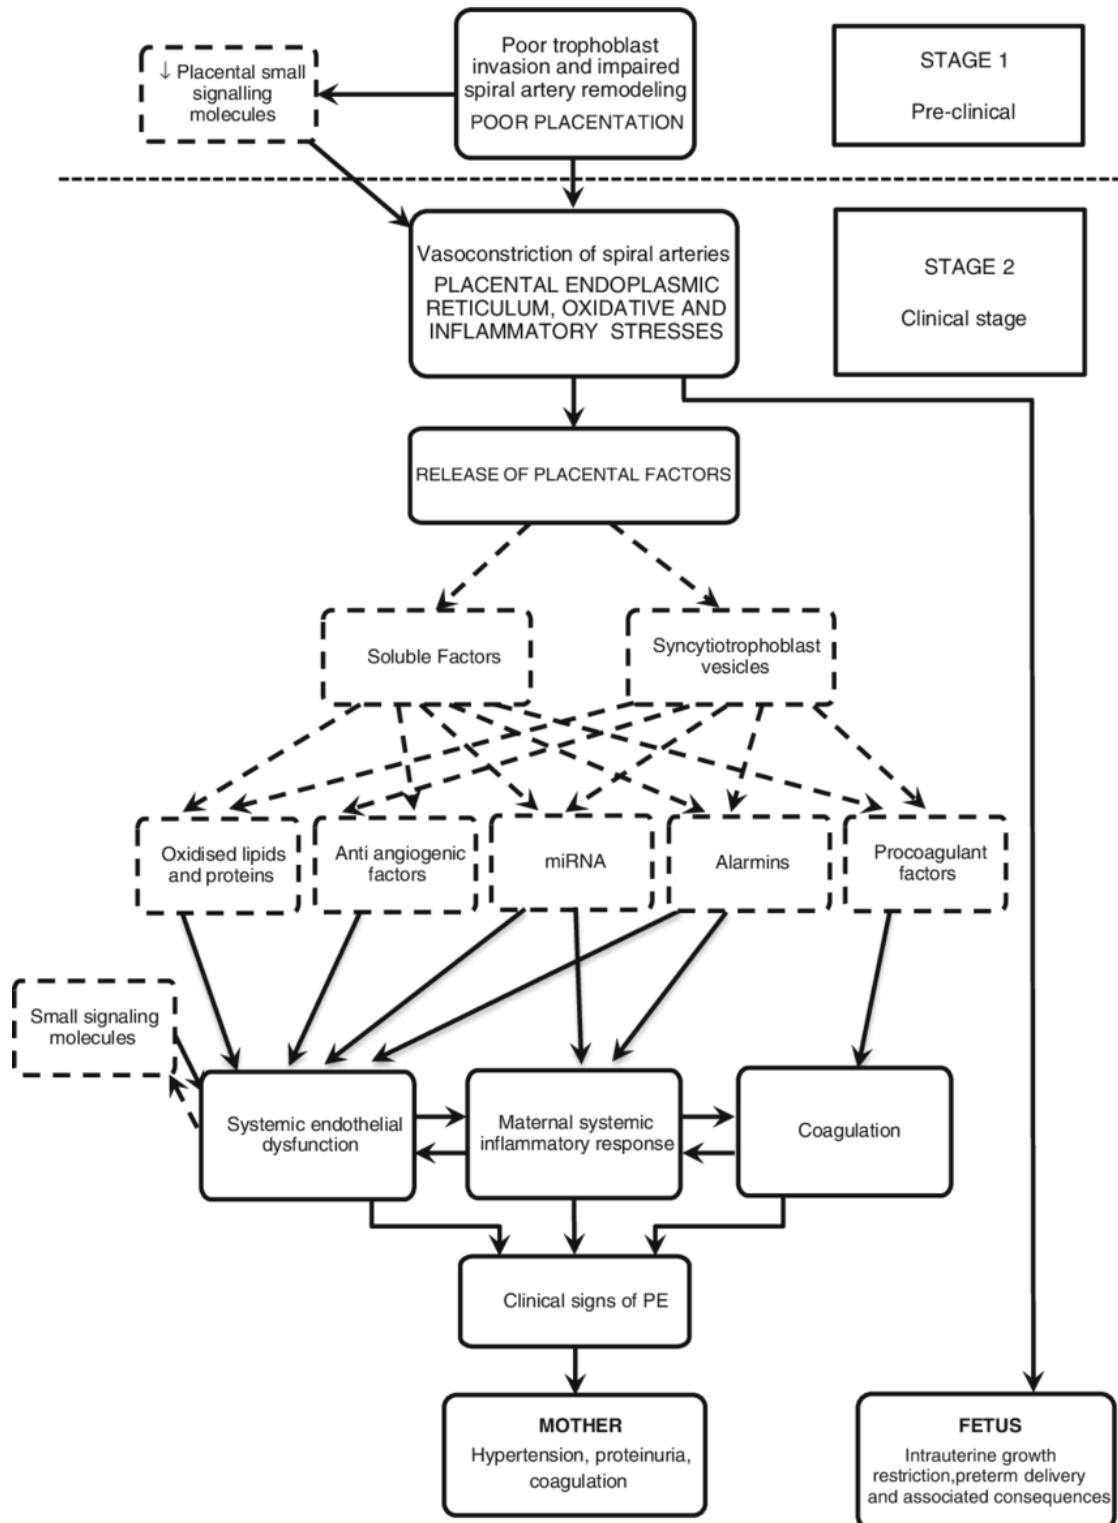 Poor trophoblast
invasion and impaired
spiral artery remodeling
POOR PLACENTATION
↓ Placental small
signalling
molecules
STAGE 1
Pre-clinical
Vasoconstriction of spiral arteries
PLACENTAL ENDOPLASMIC
RETICULUM, OXIDATIVE AND
INFLAMMATORY STRESSES
STAGE 2
Clinical stage
RELEASE OF PLACENTAL FACTORS
Soluble Factors
Syncytiotrophoblast
vesicles
Oxidised lipids
and proteins
Anti angiogenic
factors
miRNA
Alarmins
Procoagulant
factors
Small signaling
molecules
Systemic endothelial
dysfunction
Maternal systemic
inflammatory response
Coagulation
Clinical signs of PE
MOTHER
Hypertension, proteinuria,
coagulation
FETUS
Intrauterine growth
restriction,preterm delivery
and associated consequences